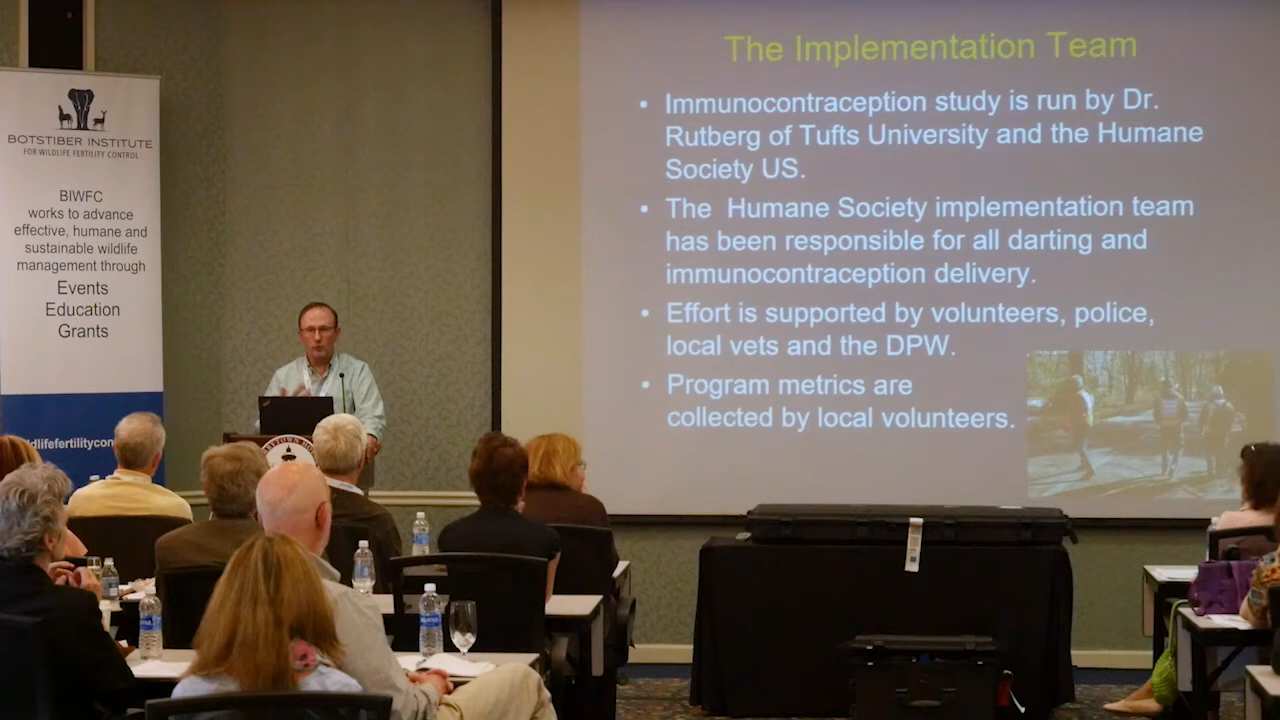 BOTSTIBER INSTITUTE
FOR WILDLIFE FERTILITY CONTROL
BIWFC
works to advance
effective, humane and
sustainable wildlife
management through
Events
Education
Grants
The Implementation Team
• Immunocontraception study is run by Dr.
Rutberg of Tufts University and the Humane
Society US.
• The Humane Society implementation team
has been responsible for all darting and
immunocontraception delivery.
• Effort is supported by volunteers, police,
local vets and the DPW.
• Program metrics are
collected by local volunteers.